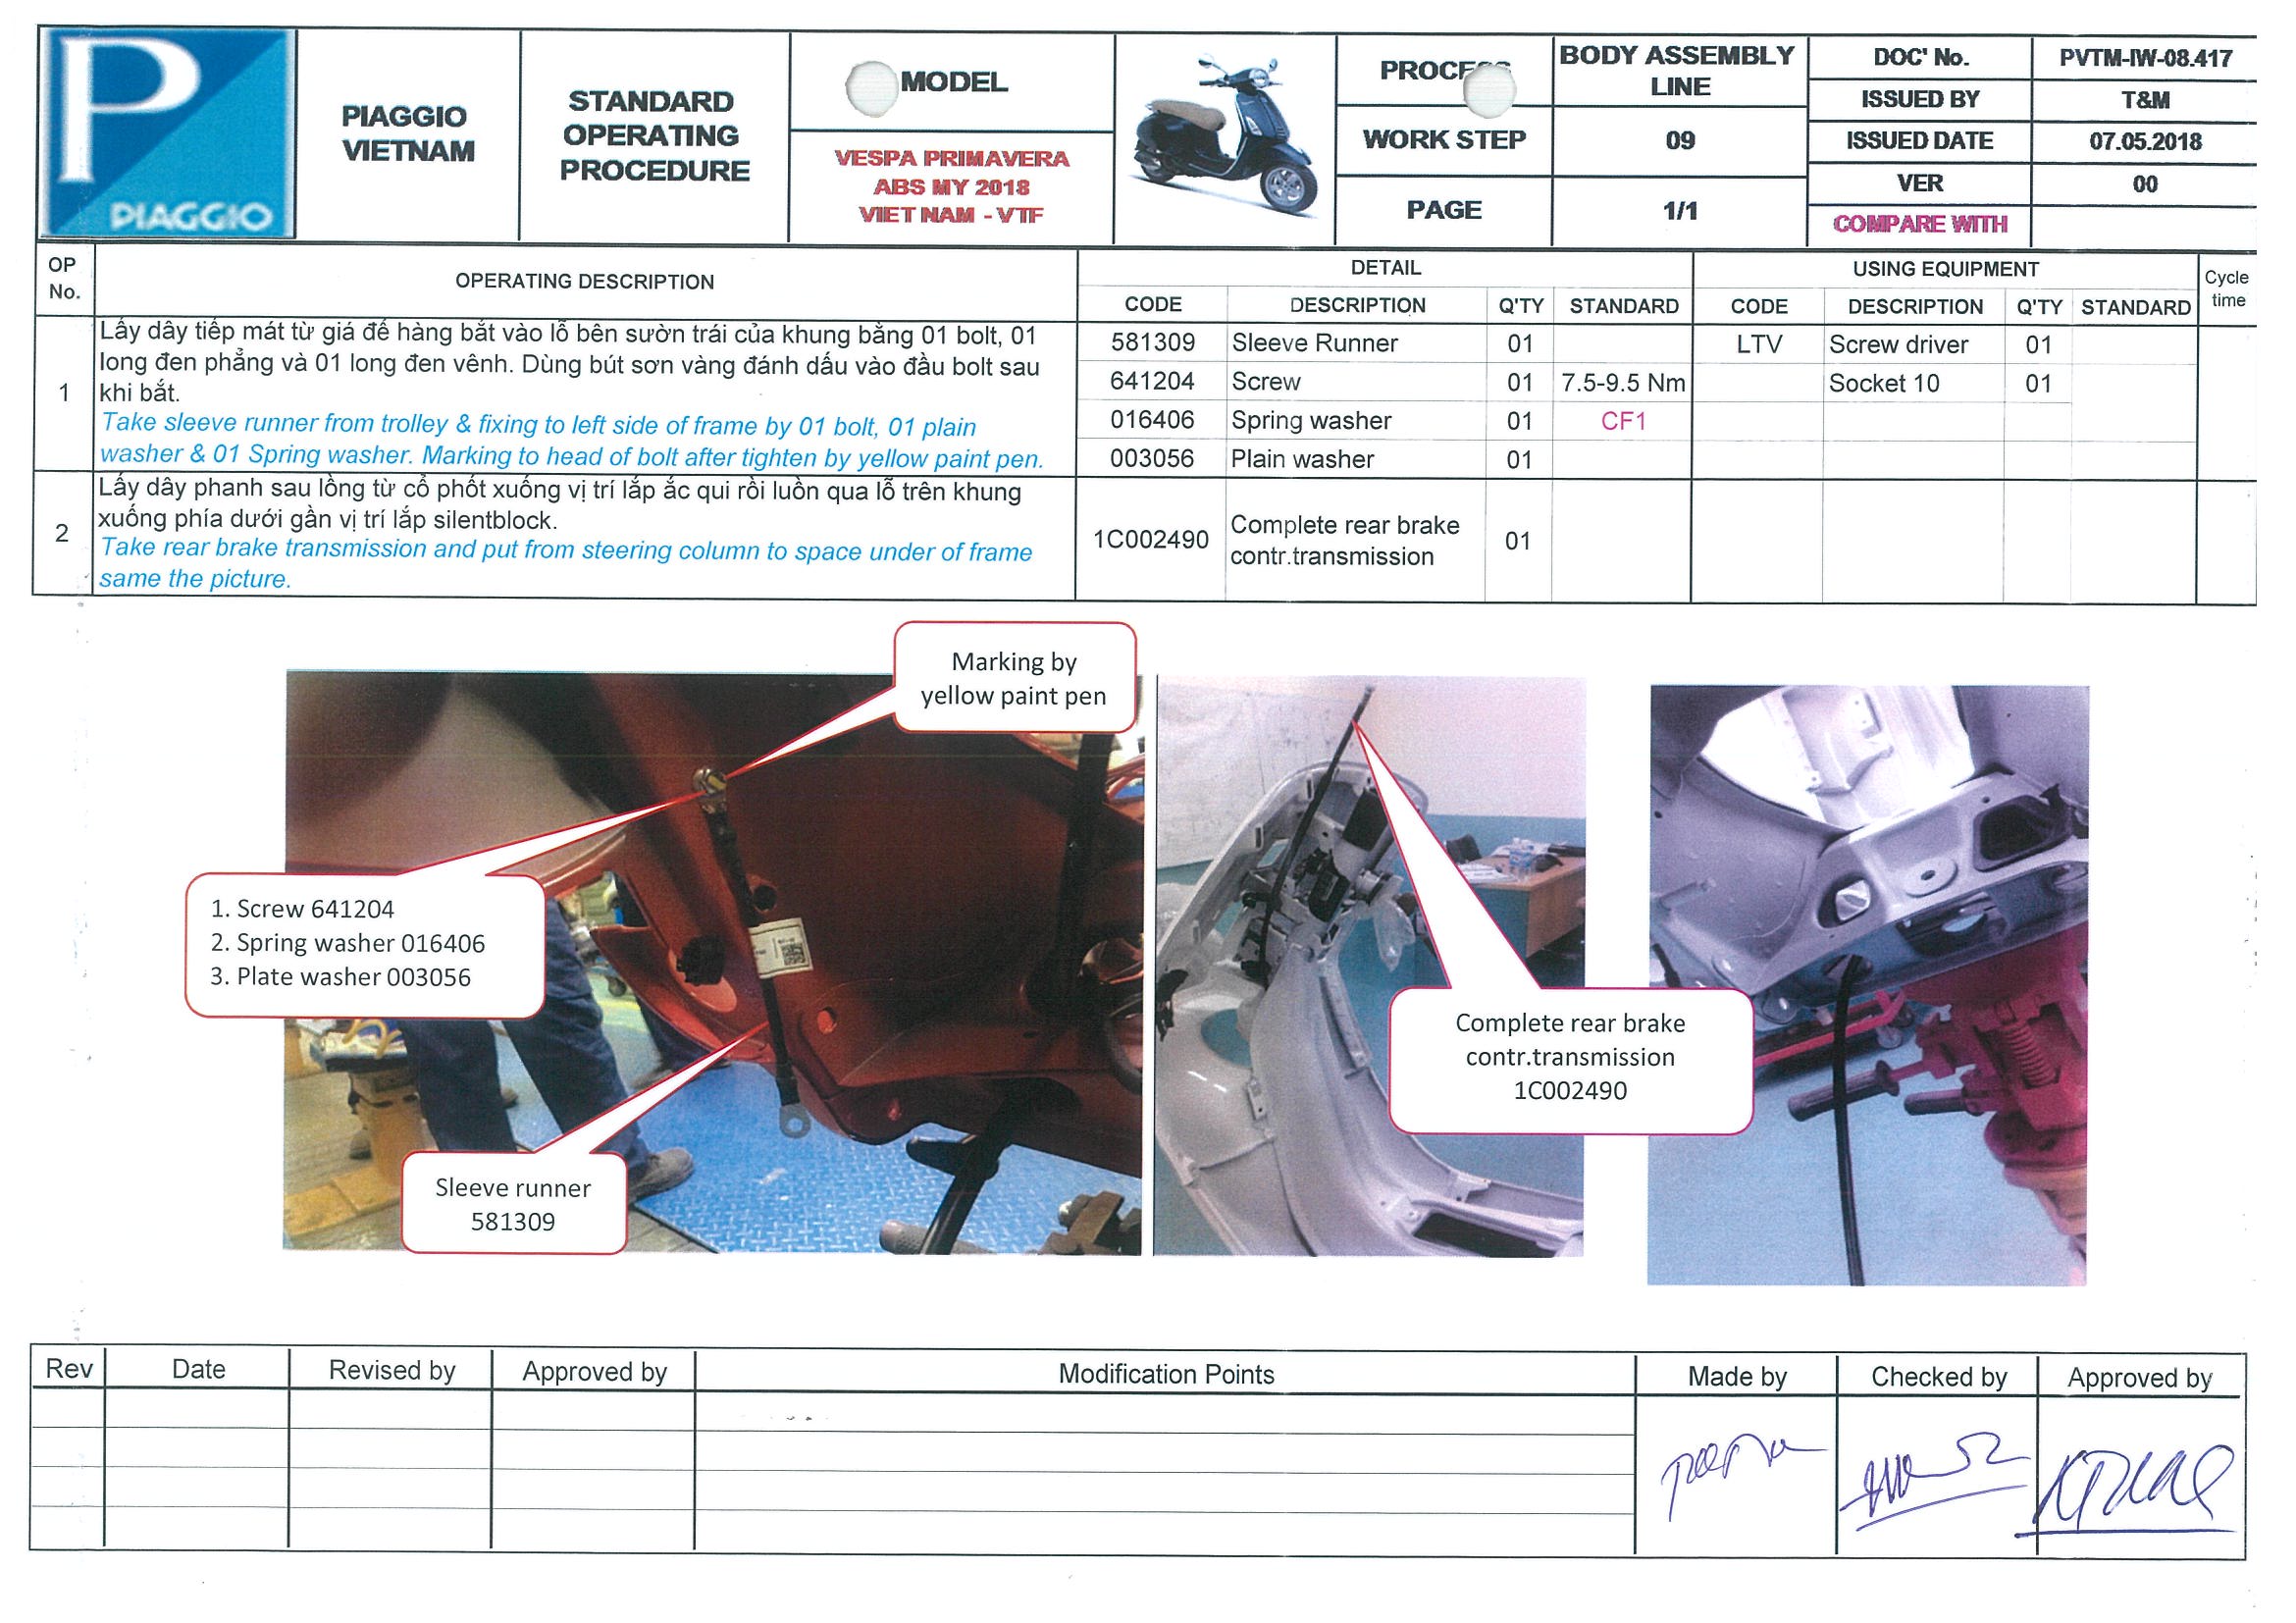 P
PIAGGIO
PIAGGIO
VIETNAM
STANDARD
OPERATING
PROCEDURE
MODEL
VESPA PRIMAVERA
ABS MY 2018
VIET NAM - VTF
PROCESS
BODY ASSEMBLY
LINE
WORK STEP
09
PAGE
1/1
DOC' No.
PVTM-IW-08.417
ISSUED BY
T&M
ISSUED DATE
07.05.2018
VER
00
COMPARE WITH
OP
No.
OPERATING DESCRIPTION
DETAIL
USING EQUIPMENT
Cycle
time
CODE
DESCRIPTION
Q'TY
STANDARD
CODE
DESCRIPTION
Q'TY
STANDARD
1
Lấy dây tiếp mát từ giá để hàng bắt vào lỗ bên sườn trái của khung bằng 01 bolt, 01
long đen phẳng và 01 long đen vênh. Dùng bút sơn vàng đánh dấu vào đầu bolt sau
khi bắt.
Take sleeve runner from trolley & fixing to left side of frame by 01 bolt, 01 plain
washer & 01 Spring washer. Marking to head of bolt after tighten by yellow paint pen.
581309 Sleeve Runner 01
LTV Screw driver 01
641204 Screw 01 7.5-9.5 Nm
Socket 10 01
016406 Spring washer 01 CF1
003056 Plain washer 01
2
Lấy dây phanh sau lồng từ cổ phốt xuống vị trí lắp ắc qui rồi luồn qua lỗ trên khung
xuống phía dưới gần vị trí lắp silentblock.
Take rear brake transmission and put from steering column to space under of frame
same the picture.
1C002490
Complete rear brake
contr.transmission
01
Marking by
yellow paint pen
1. Screw 641204
2. Spring washer 016406
3. Plate washer 003056
Sleeve runner
581309
Complete rear brake
contr.transmission
1C002490
Rev
Date
Revised by
Approved by
Modification Points
Made by
Checked by
Approved by